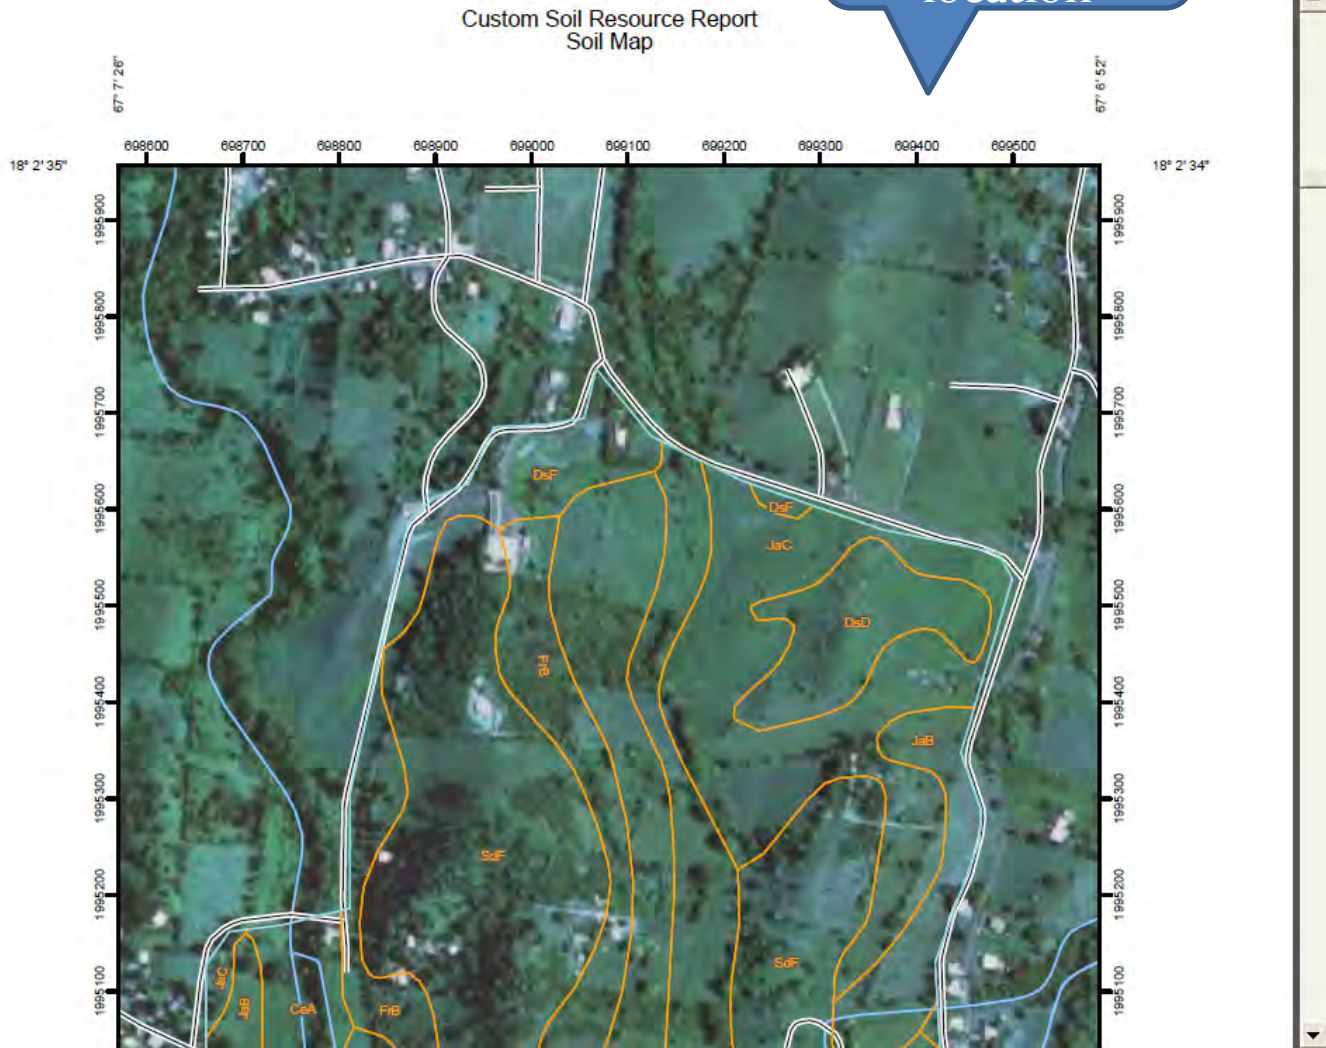 location
Custom Soil Resource Report
Soil Map
67° 7' 26"
67° 6' 52"
698600 698700 698800 698900 699000 699100 699200 699300 699400 699500
18° 2' 35"
18° 2' 34"
1995900
1995900
1995800
1995800
1995700
1995700
DsF
1995600
DsF
1995600
JaC
1995500
1995500
DsD
FrB
1995400
1995400
JaB
1995300
1995300
SdF
1995200
1995200
SdF
JaC
1995100
1995100
JaB
CeA
FrB